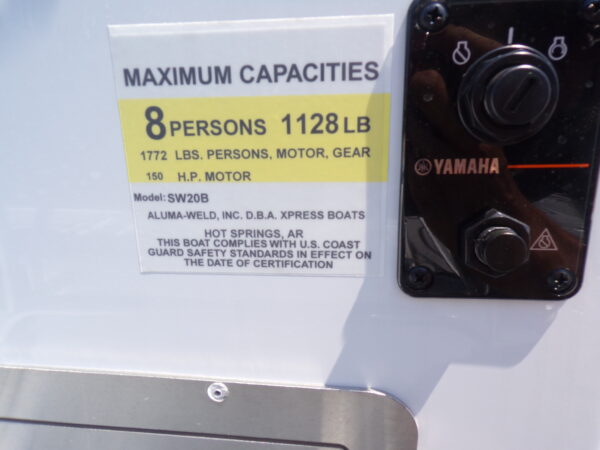 MAXIMUM CAPACITIES
8 PERSONS 1128 LB
1772 LBS. PERSONS, MOTOR, GEAR
150 H.P. MOTOR
Model: SW20B
ALUMA-WELD, INC. D.B.A. XPRESS BOATS
HOT SPRINGS, AR
THIS BOAT COMPLIES WITH U.S. COAST
GUARD SAFETY STANDARDS IN EFFECT ON
THE DATE OF CERTIFICATION
YAMAHA